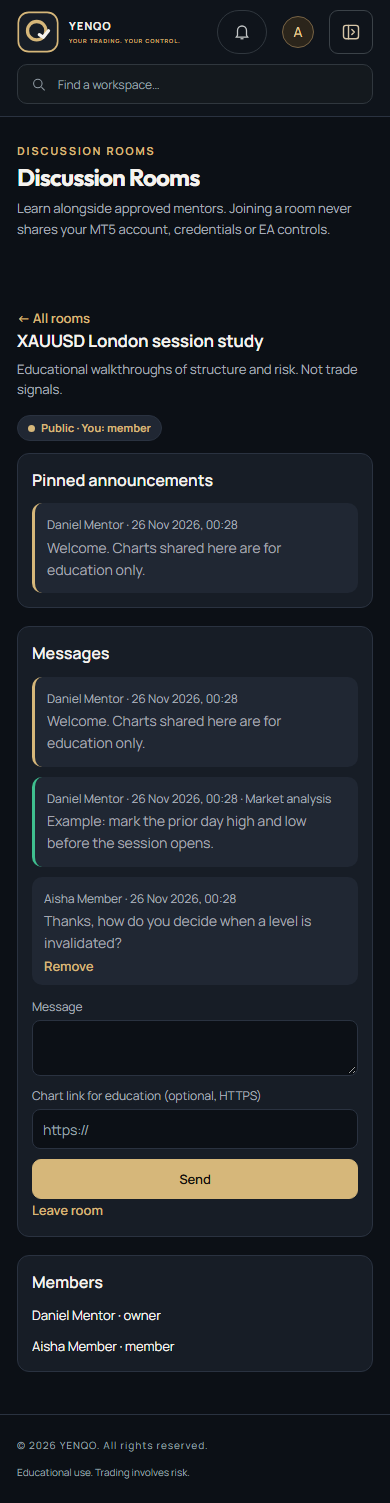 YENQO
YOUR TRADING. YOUR CONTROL.
A
Find a workspace...
DISCUSSION ROOMS
Discussion Rooms
Learn alongside approved mentors. Joining a room never
shares your MT5 account, credentials or EA controls.
← All rooms
XAUUSD London session study
Educational walkthroughs of structure and risk. Not trade
signals.
Public · You: member
Pinned announcements
Daniel Mentor · 26 Nov 2026, 00:28
Welcome. Charts shared here are for
education only.
Messages
Daniel Mentor · 26 Nov 2026, 00:28
Welcome. Charts shared here are for
education only.
Daniel Mentor · 26 Nov 2026, 00:28 · Market analysis
Example: mark the prior day high and low
before the session opens.
Aisha Member · 26 Nov 2026, 00:28
Thanks, how do you decide when a level is
invalidated?
Remove
Message
Chart link for education (optional, HTTPS)
https://
Send
Leave room
Members
Daniel Mentor · owner
Aisha Member · member
© 2026 YENQO. All rights reserved.
Educational use. Trading involves risk.